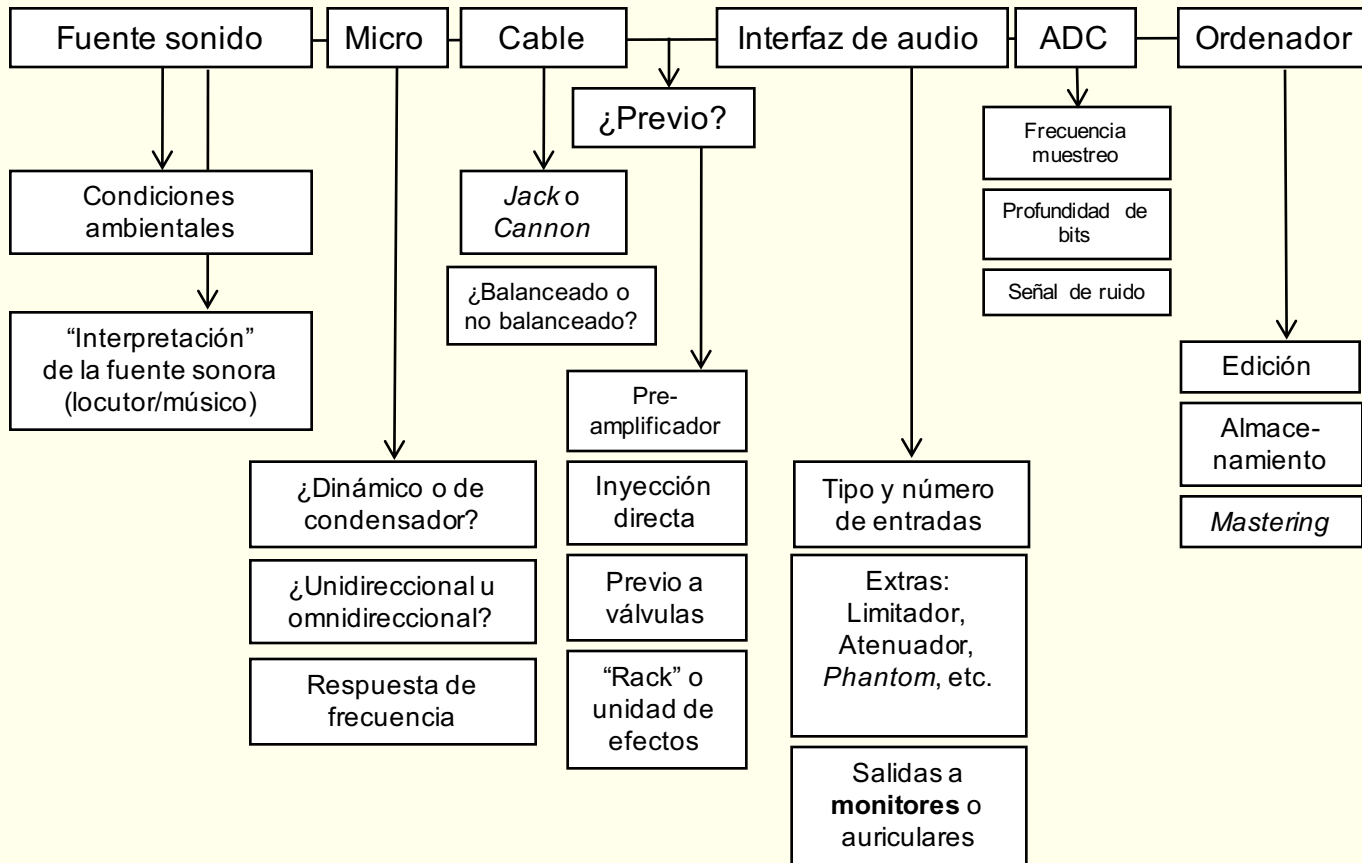 Fuente sonido
Micro
Cable
Interfaz de audio
ADC
Ordenador
¿Previo?
Condiciones
ambientales
“Interpretación”
de la fuente sonora
(locutor/músico)
¿Dinámico o de
condensador?
¿Unidireccional u
omnidireccional?
Respuesta de
frecuencia
Jack o
Cannon
¿Balanceado o
no balanceado?
Pre-
amplificador
Inyección
directa
Previo a
válvulas
“Rack” o
unidad de
efectos
Tipo y número
de entradas
Extras:
Limitador,
Atenuador,
Phantom, etc.
Salidas a
monitores o
auriculares
Frecuencia
muestreo
Profundidad de
bits
Señal de ruido
Edición
Almace-
namiento
Mastering